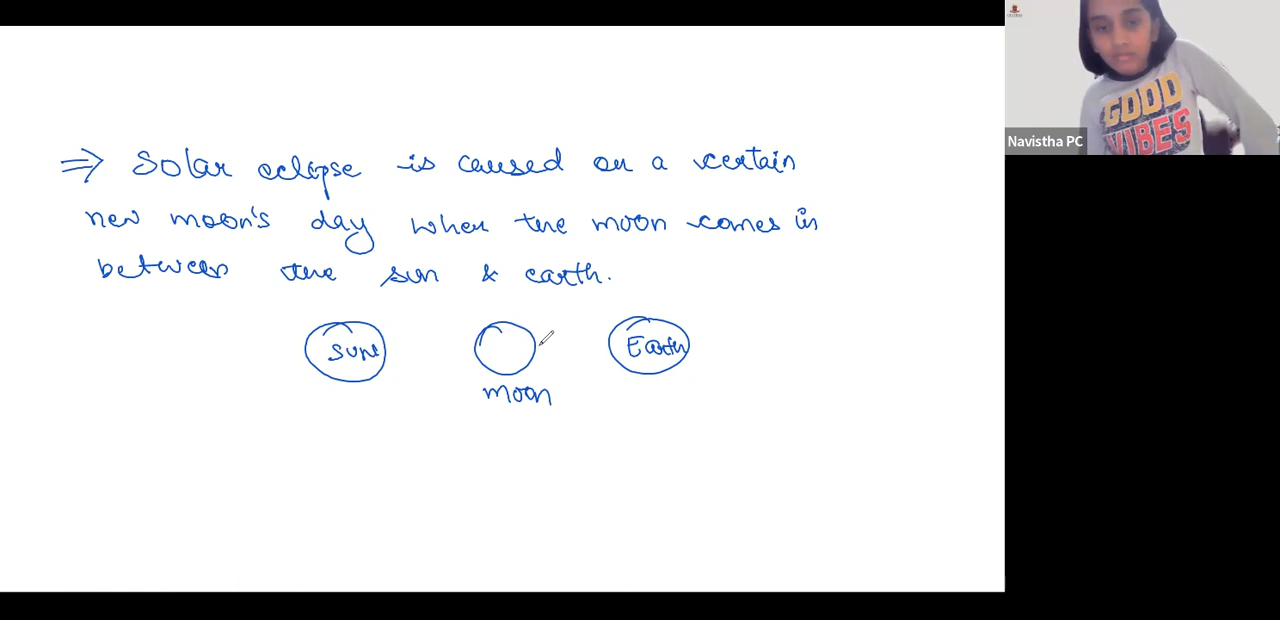 ⇒ Solar eclipse is caused on a certain
new moon's day when the moon comes in
between the sun & earth.
Sun
Earth
moon
GOOD
VIBES
Navistha PC